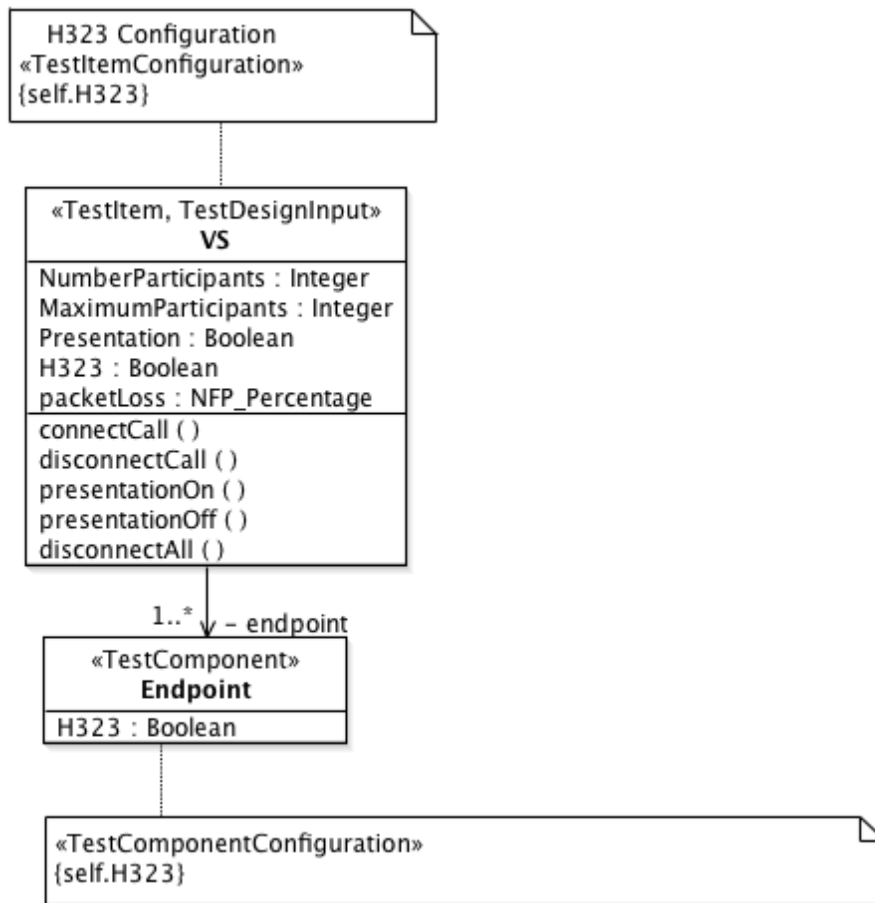 H323 Configuration
«TestItemConfiguration»
{self.H323}
«TestItem, TestDesignInput»
VS
NumberParticipants : Integer
MaximumParticipants : Integer
Presentation : Boolean
H323 : Boolean
packetLoss : NFP_Percentage
connectCall ( )
disconnectCall ( )
presentationOn ( )
presentationOff ( )
disconnectAll ( )
1..*
– endpoint
«TestComponent»
Endpoint
H323 : Boolean
«TestComponentConfiguration»
{self.H323}